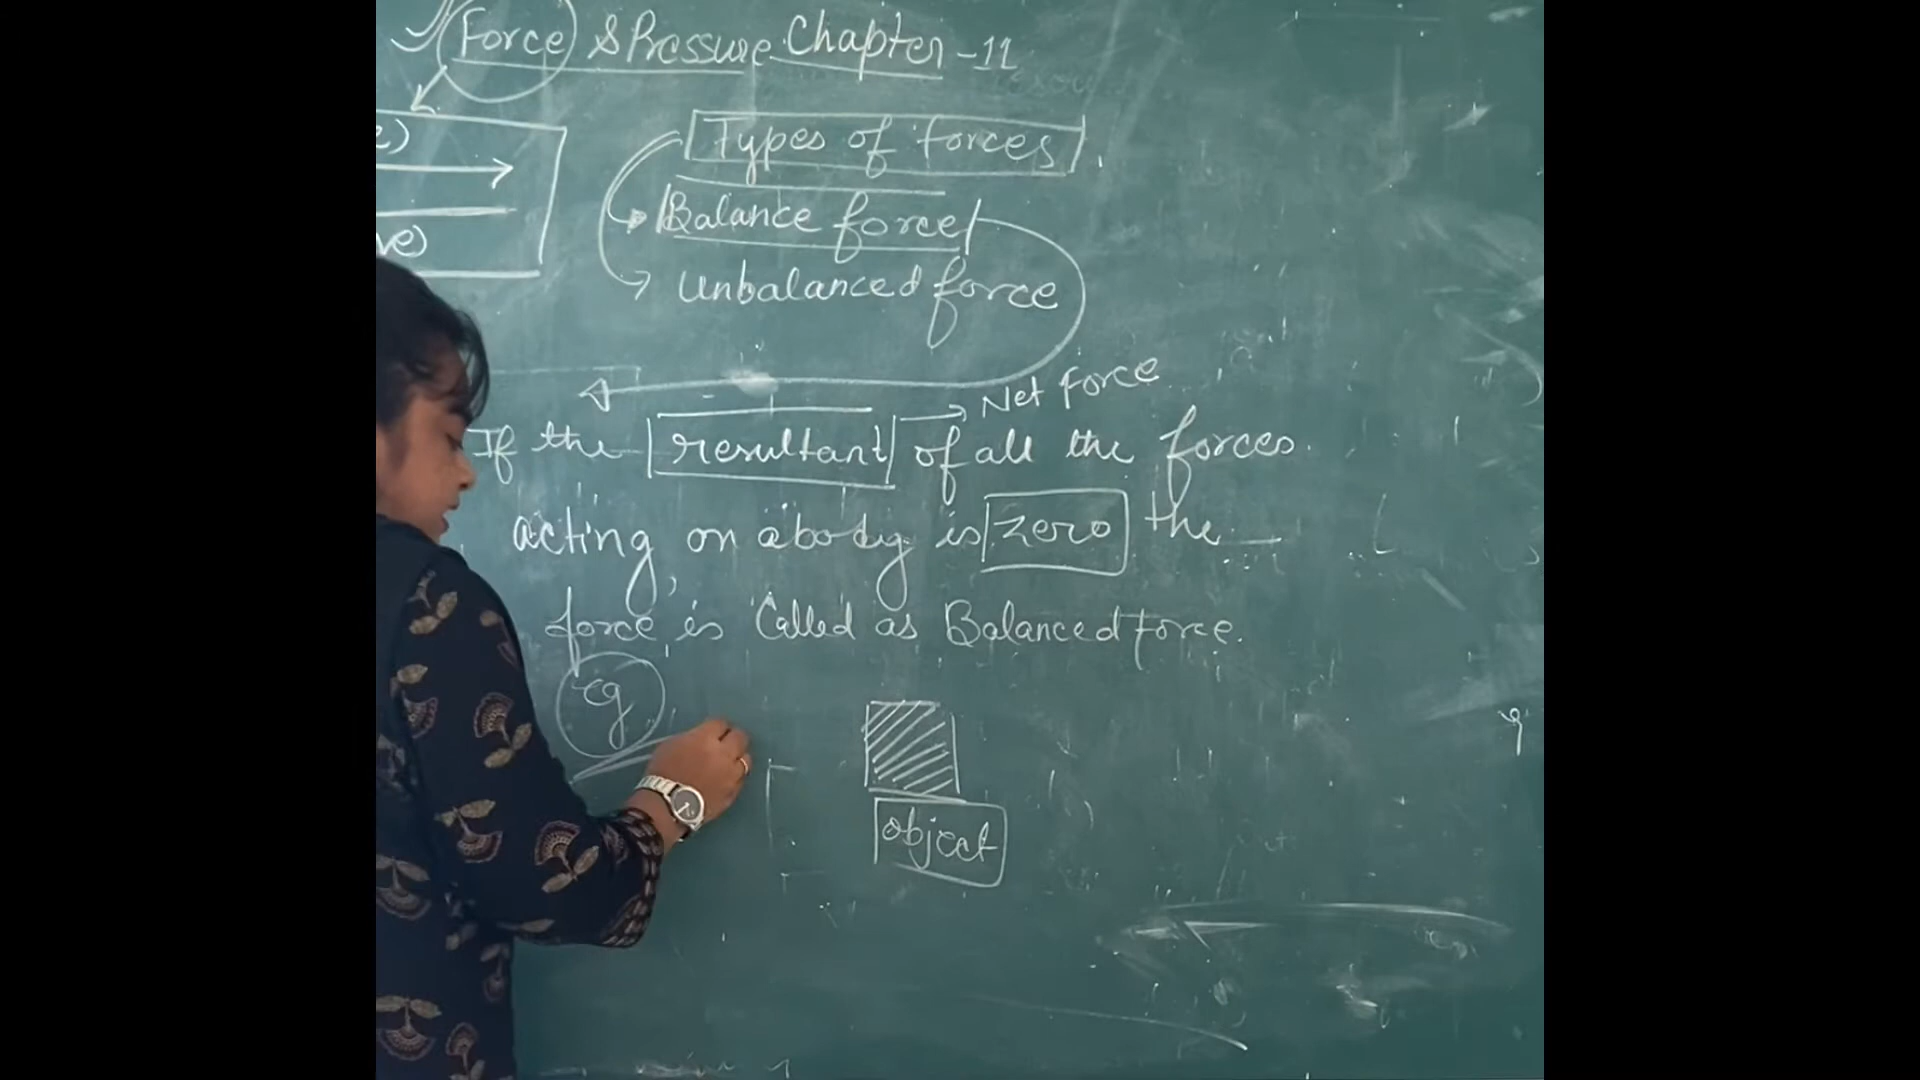 Force & Pressure Chapter-11
Types of forces
Balance force
Unbalanced force
Net force
If the resultant of all the forces
acting on a body is zero the
force is Called as Balanced force.
eg
object